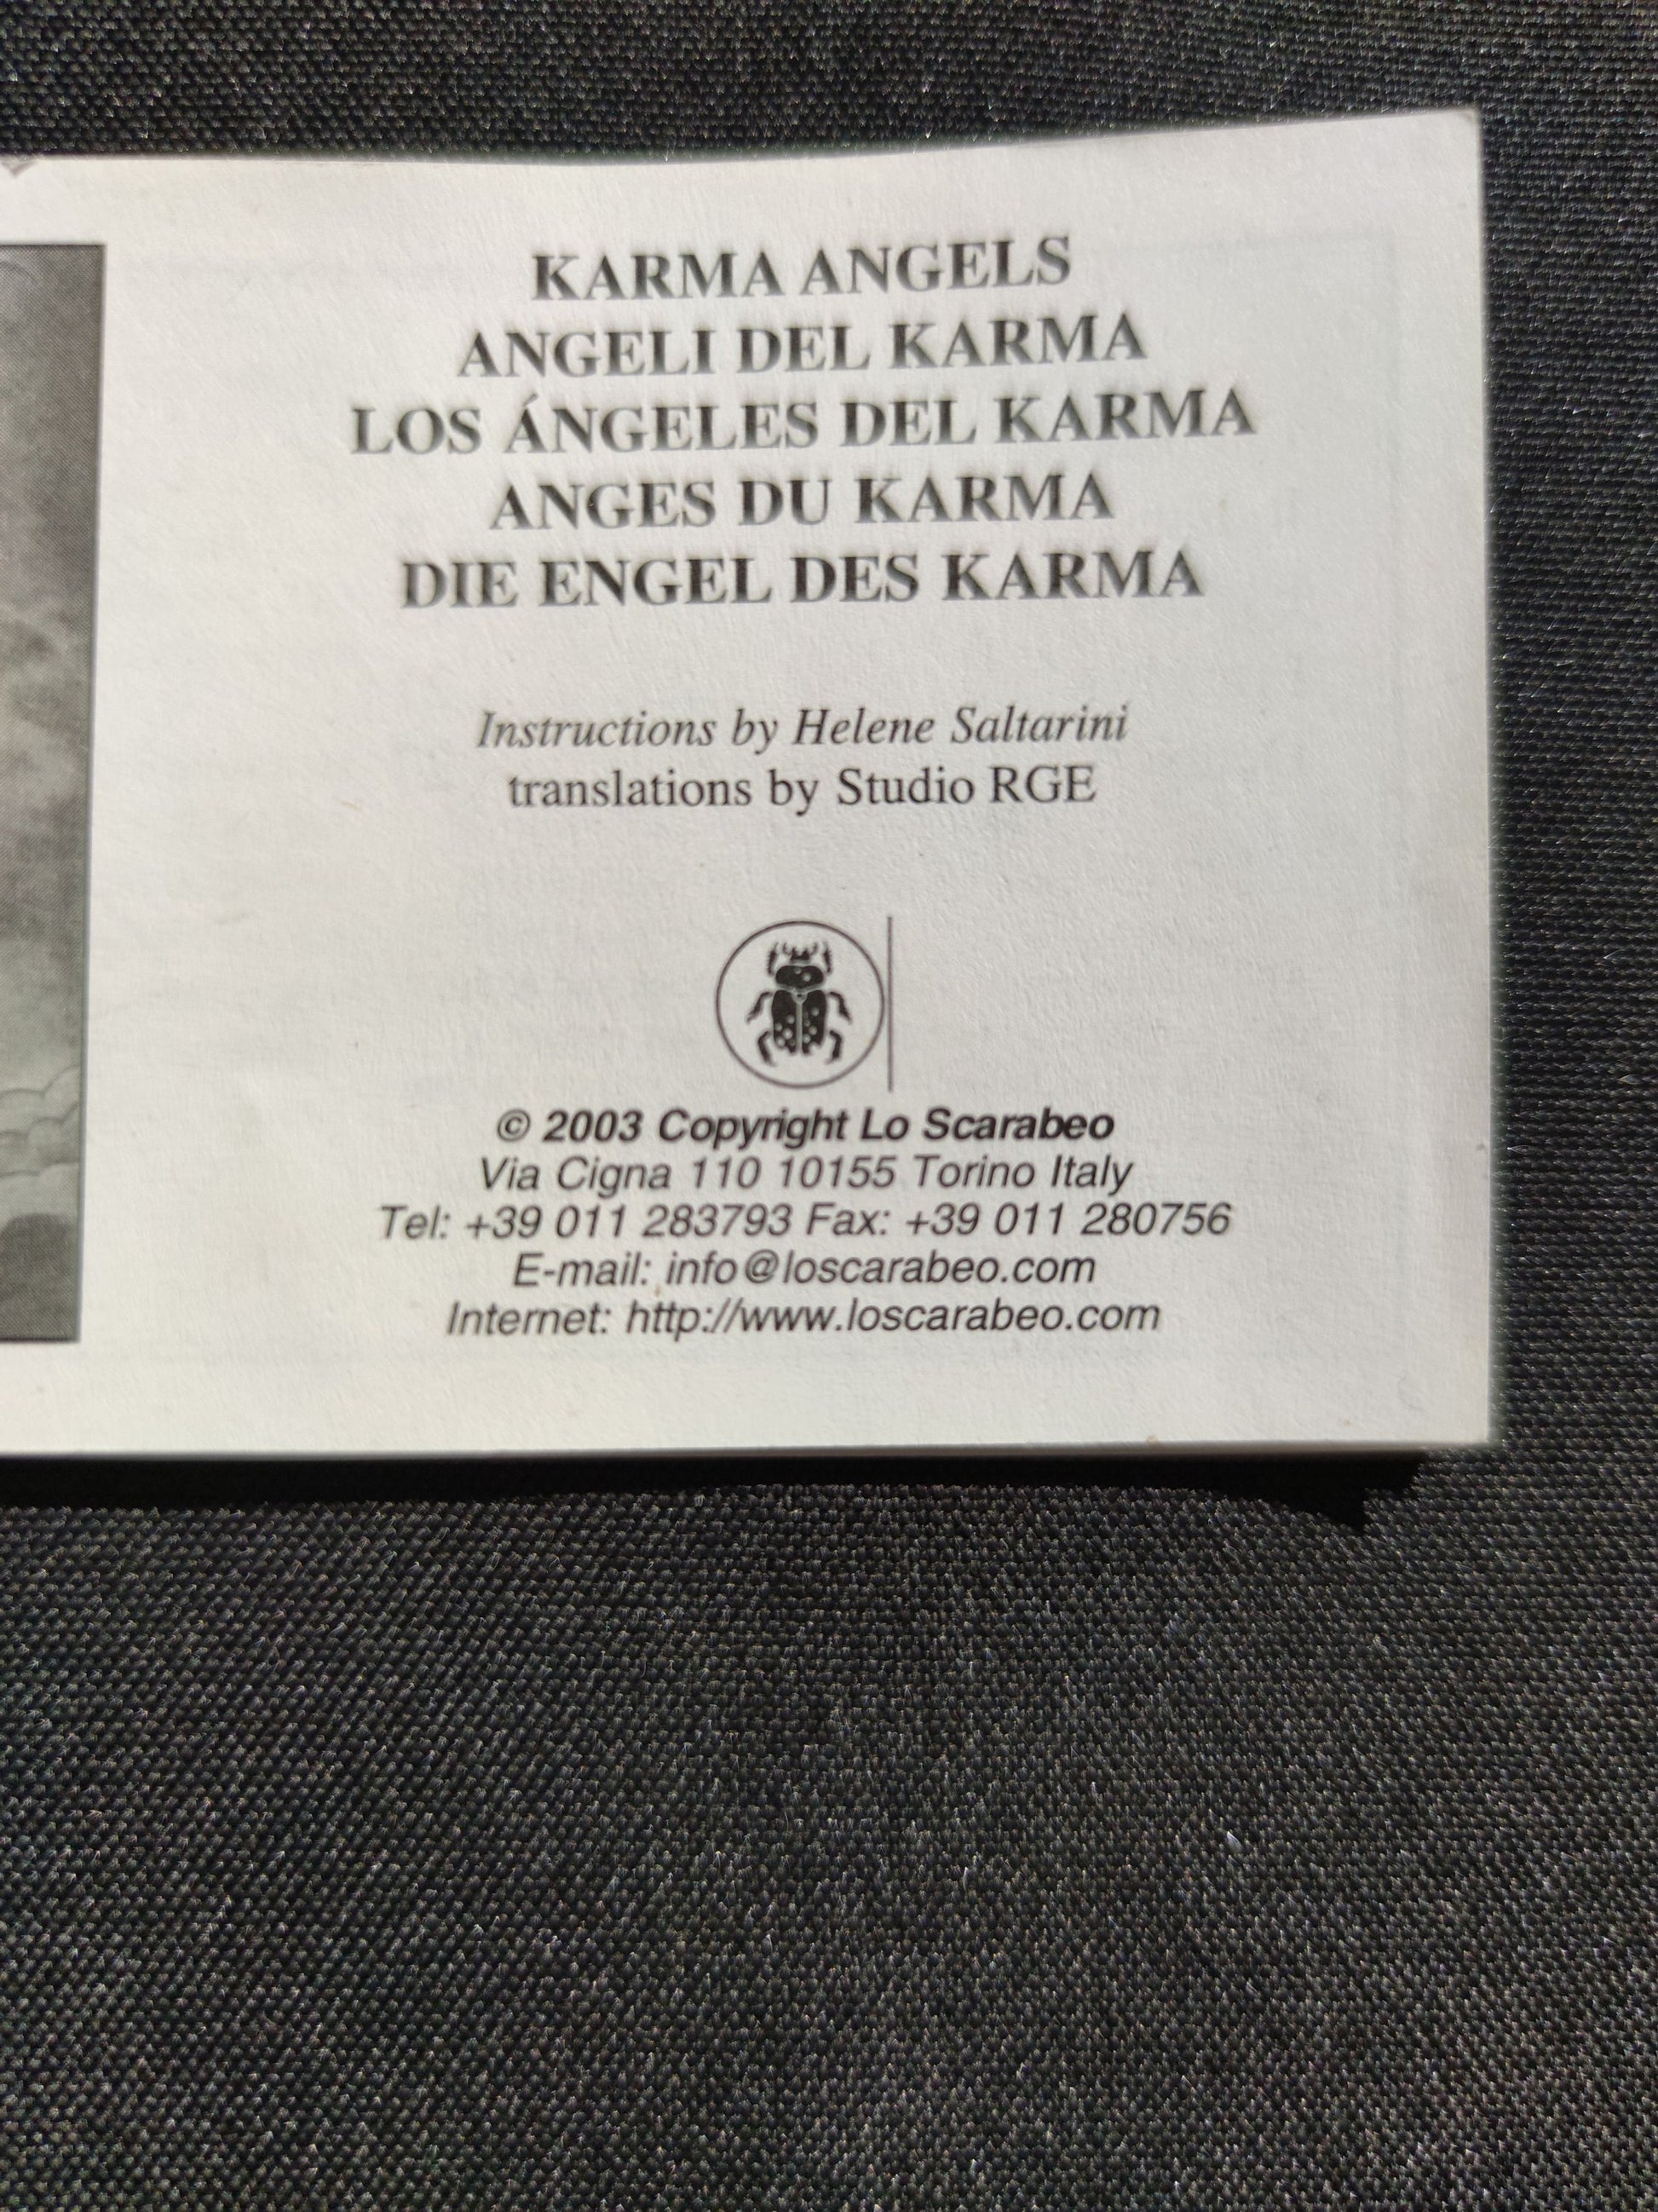 KARMA ANGELS
ANGELI DEL KARMA
LOS ÁNGELES DEL KARMA
ANGES DU KARMA
DIE ENGEL DES KARMA
Instructions by Helene Saltarini
translations by Studio RGE
© 2003 Copyright Lo Scarabeo
Via Cigna 110 10155 Torino Italy
Tel: +39 011 283793 Fax: +39 011 280756
E-mail: info@loscarabeo.com
Internet: http://www.loscarabeo.com